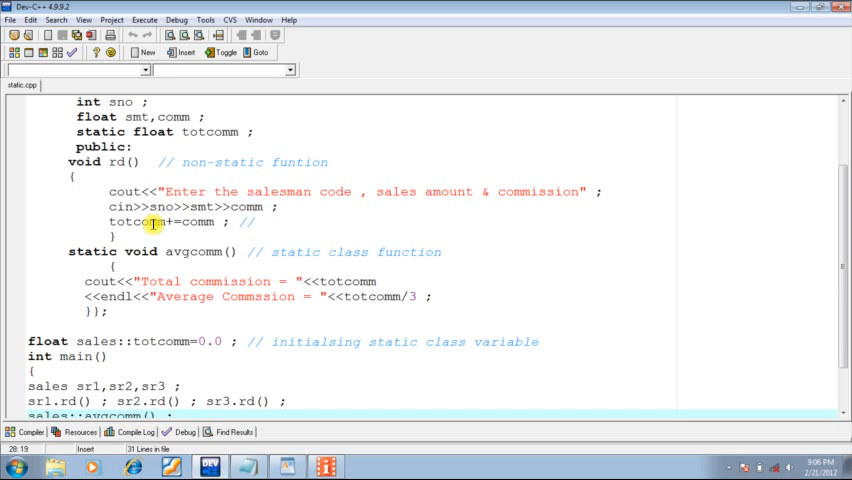 Dev-C++ 4.9.9.2
File Edit Search View Project Execute Debug Tools CVS Window Help
New Insert Toggle Goto
static.cpp
int sno ;
float smt,comm ;
static float totcomm ;
public:
void rd() // non-static funtion
{
cout<<"Enter the salesman code , sales amount & commission" ;
cin>>sno>>smt>>comm ;
totcomm+=comm ; //
}
static void avgcomm() // static class function
{
cout<<"Total commission = "<<totcomm
<<endl<<"Average Commssion = "<<totcomm/3 ;
}};
float sales::totcomm=0.0 ; // initialsing static class variable
int main()
{
sales sr1,sr2,sr3 ;
sr1.rd() ; sr2.rd() ; sr3.rd() ;
sales::avgcomm() ;
Compiler Resources Compile Log Debug Find Results
28: 19 Insert 31 Lines in file
DEV
9:06 PM
2/21/2012